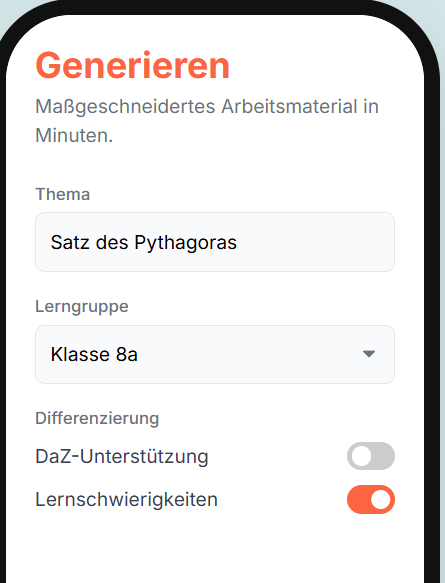 Generieren
Maßgeschneidertes Arbeitsmaterial in
Minuten.
Thema
Satz des Pythagoras
Lerngruppe
Klasse 8a
Differenzierung
DaZ-Unterstützung
Lernschwierigkeiten